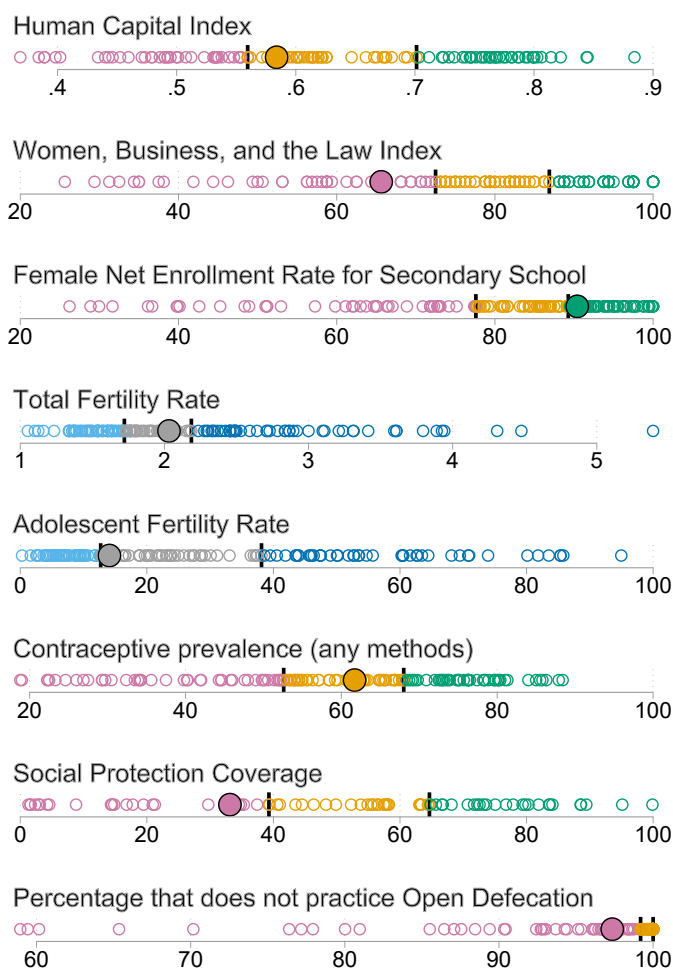 Human Capital Index
.4 .5 .6 .7 .8 .9
Women, Business, and the Law Index
20 40 60 80 100
Female Net Enrollment Rate for Secondary School
20 40 60 80 100
Total Fertility Rate
1 2 3 4 5
Adolescent Fertility Rate
0 20 40 60 80 100
Contraceptive prevalence (any methods)
20 40 60 80 100
Social Protection Coverage
0 20 40 60 80 100
Percentage that does not practice Open Defecation
60 70 80 90 100